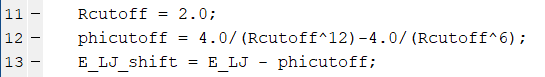 11 – Rcutoff = 2.0;
12 – phicutoff = 4.0/(Rcutoff^12)-4.0/(Rcutoff^6);
13 – E_LJ_shift = E_LJ - phicutoff;